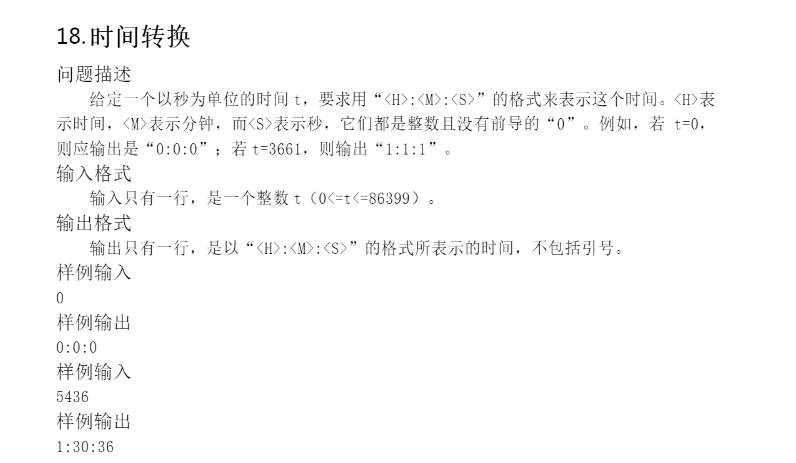 18.时间转换
问题描述
给定一个以秒为单位的时间 t，要求用“<H>:<M>:<S>”的格式来表示这个时间。<H>表
示时间，<M>表示分钟，而<S>表示秒，它们都是整数且没有前导的“0”。例如，若 t=0，
则应输出是“0:0:0”；若 t=3661，则输出“1:1:1”。
输入格式
输入只有一行，是一个整数 t（0<=t<=86399）。
输出格式
输出只有一行，是以“<H>:<M>:<S>”的格式所表示的时间，不包括引号。
样例输入
0
样例输出
0:0:0
样例输入
5436
样例输出
1:30:36